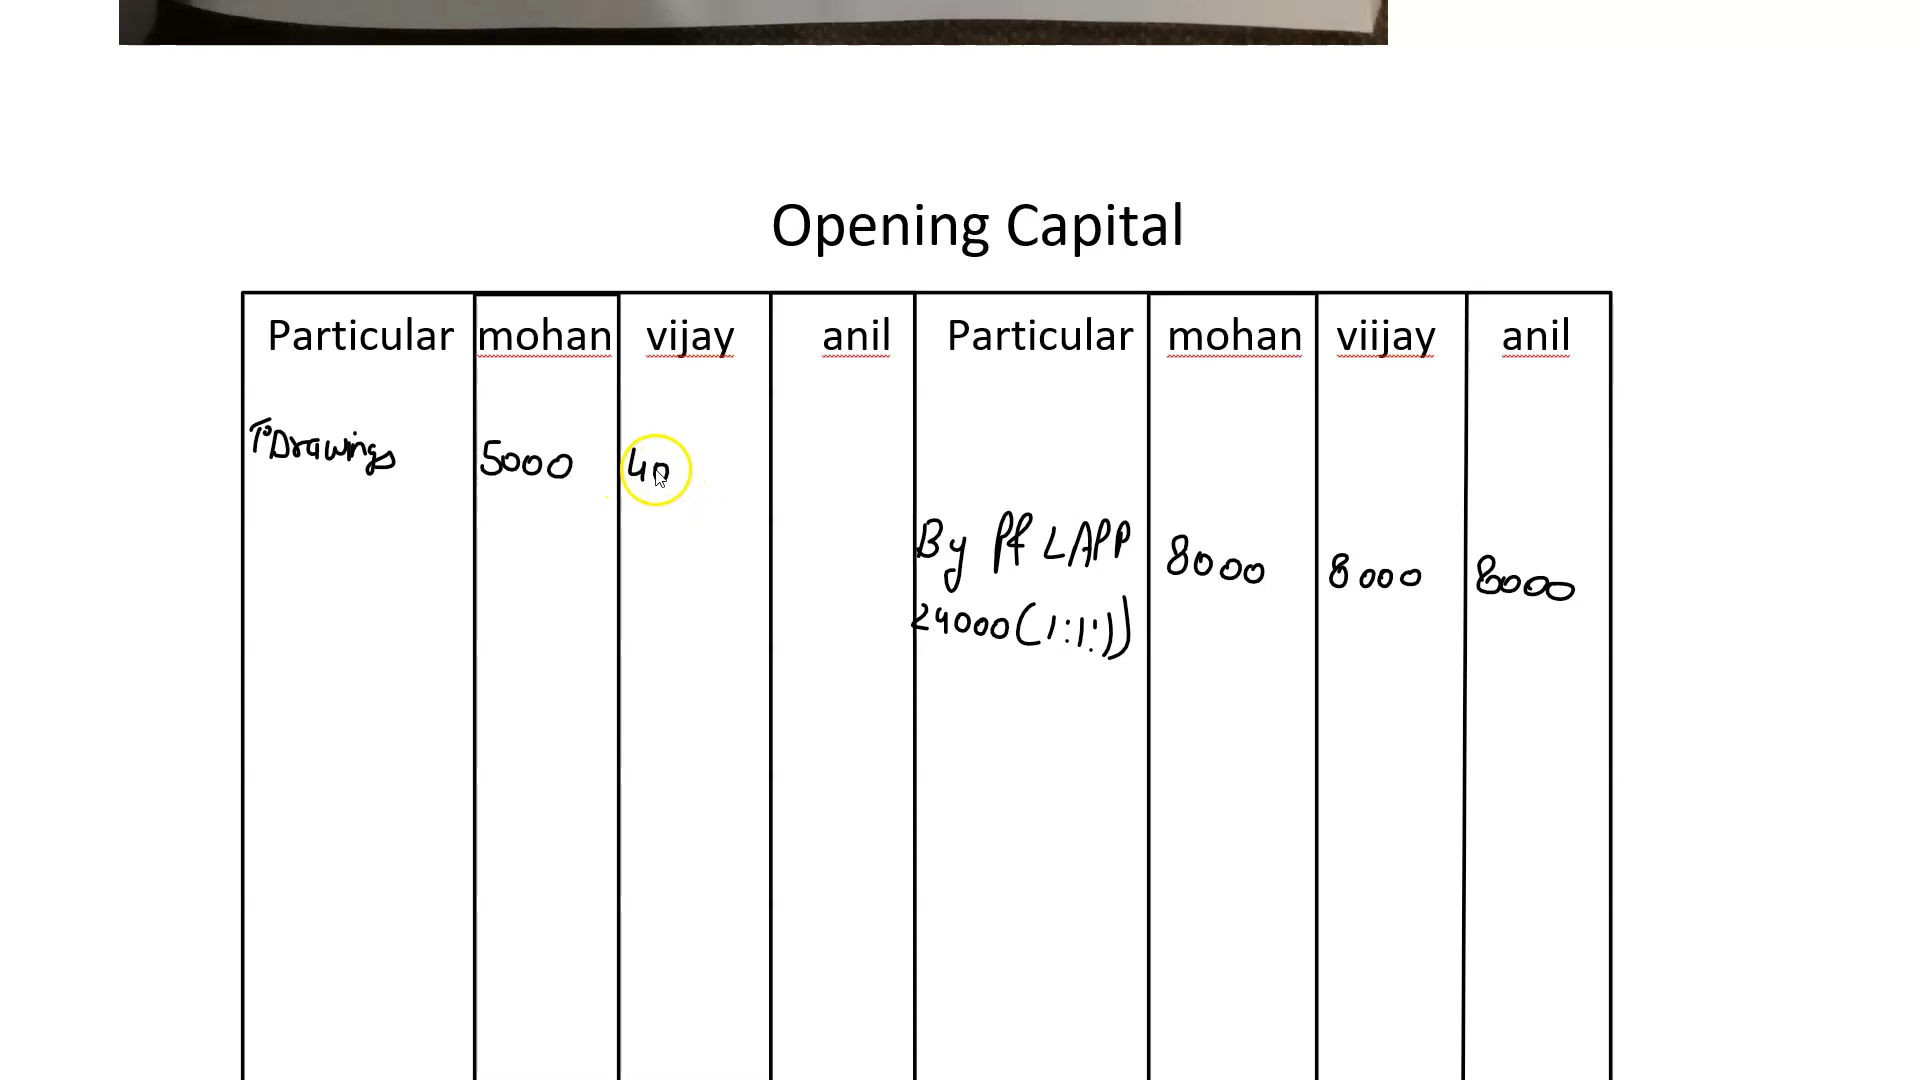 Opening Capital
Particular mohan vijay anil Particular mohan viijay anil
To Drawings 5000 40
By Pf LAPP 8000 8000 8000
24000 (1:1:1)